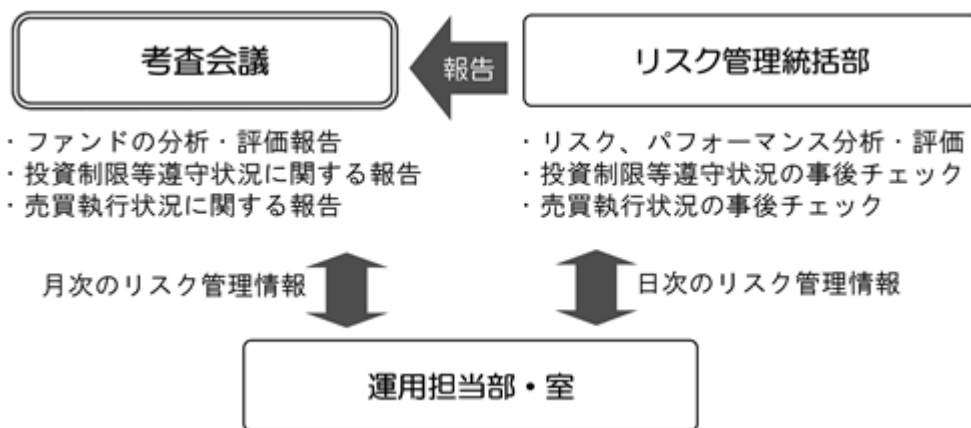 考査会議
報告
リスク管理統括部
・ファンドの分析・評価報告
・投資制限等遵守状況に関する報告
・売買執行状況に関する報告
・リスク、パフォーマンス分析・評価
・投資制限等遵守状況の事後チェック
・売買執行状況の事後チェック
月次のリスク管理情報
日次のリスク管理情報
運用担当部・室